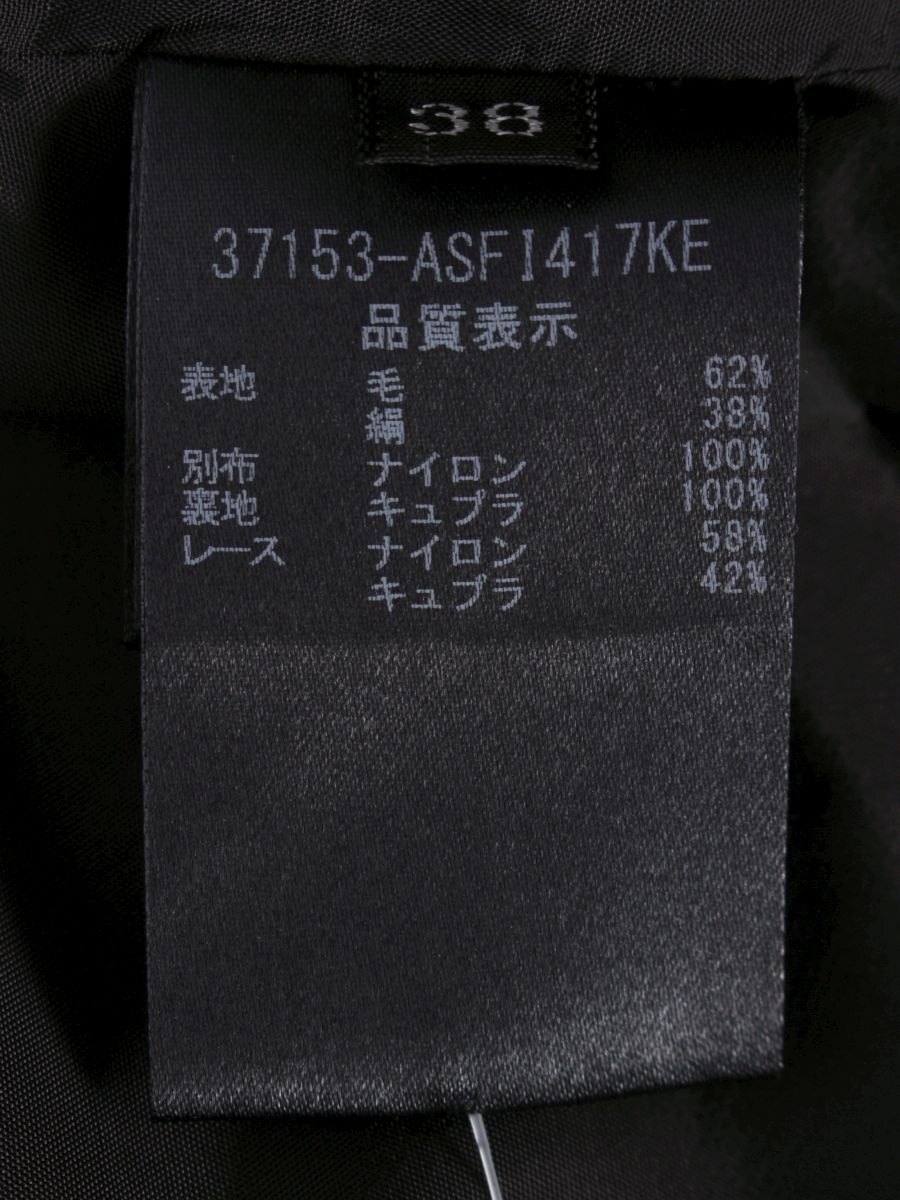 38
37153-ASFI417KE
品質表示
表地 毛 62%
絹 38%
別布 ナイロン 100%
裏地 キュプラ 100%
レース ナイロン 58%
キュプラ 42%